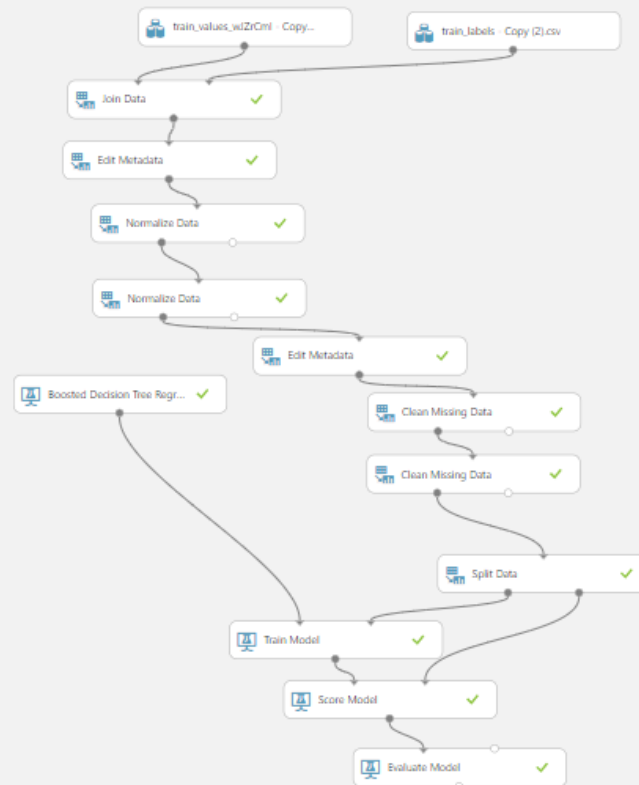 train_values_wJZrCmI - Copy...
train_labels - Copy (2).csv
Join Data
Edit Metadata
Normalize Data
Normalize Data
Edit Metadata
Boosted Decision Tree Regr...
Clean Missing Data
Clean Missing Data
Split Data
Train Model
Score Model
Evaluate Model